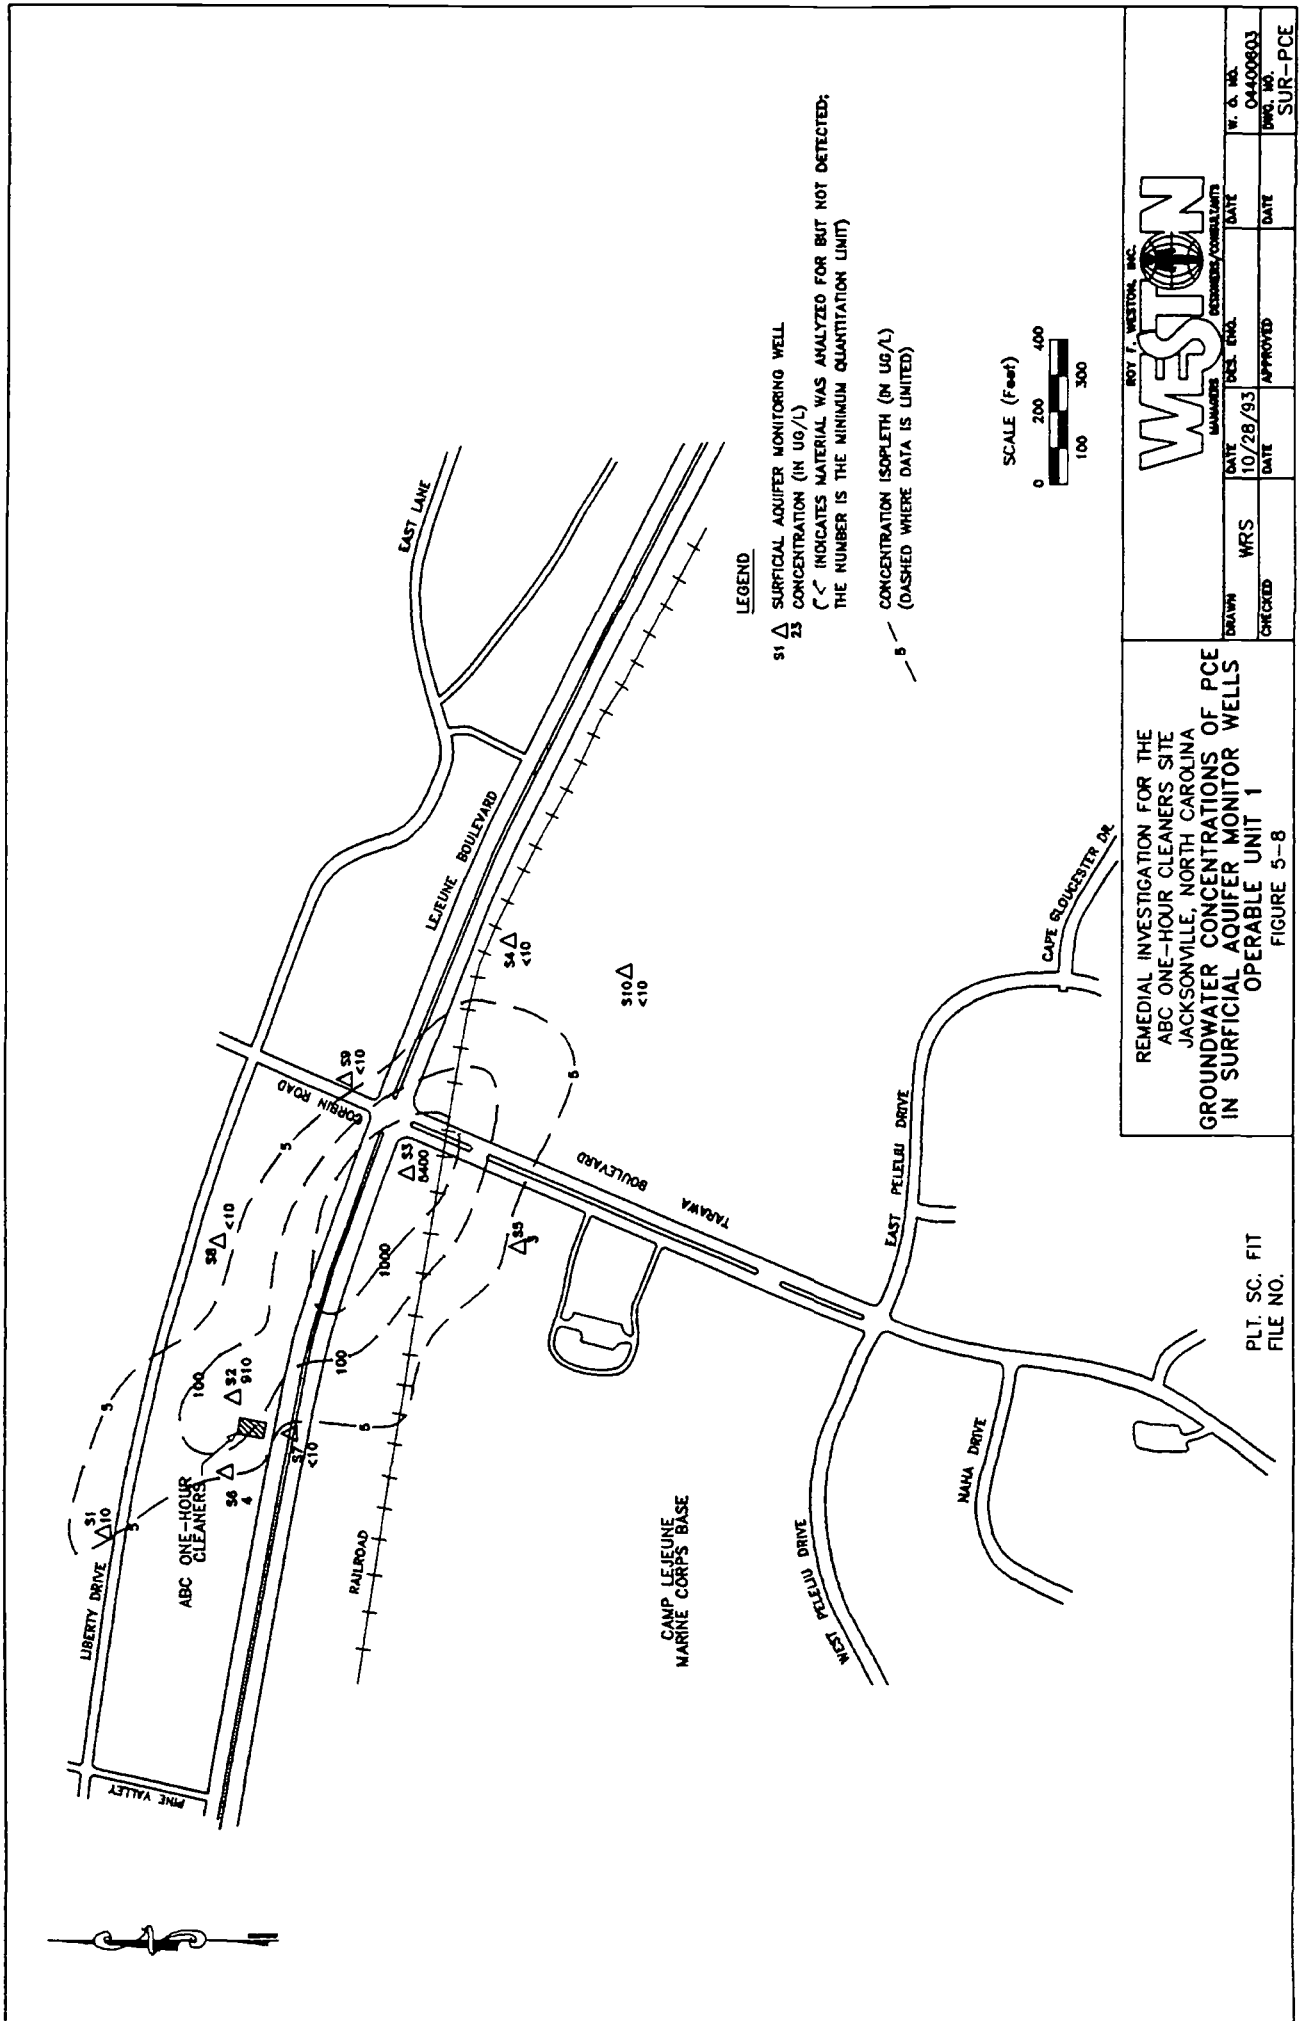 PINE VALLEY
LIBERTY DRIVE
S1
10
5
5
ABC ONE-HOUR
CLEANERS
S6
4
100
S2
910
S7
<10
S8
<10
5
CORBIN ROAD
S9
<10
EAST LANE
LEJEUNE BOULEVARD
RAILROAD
5
100
1000
S3
5400
S5
3
5
S4
<10
S10
<10
TARAWA
BOULEVARD
CAMP LEJEUNE
MARINE CORPS BASE
WEST PELELIU DRIVE
EAST PELELIU DRIVE
NAHA DRIVE
CAPE GLOUCESTER DR.
LEGEND
S1
23
SURFICIAL AQUIFER MONITORING WELL
CONCENTRATION (IN UG/L)
("<" INDICATES MATERIAL WAS ANALYZED FOR BUT NOT DETECTED;
THE NUMBER IS THE MINIMUM QUANTITATION LIMIT)
5
CONCENTRATION ISOPLETH (IN UG/L)
(DASHED WHERE DATA IS LIMITED)
SCALE (Feet)
0 200 400
100 300
PLT. SC. FIT
FILE NO.
REMEDIAL INVESTIGATION FOR THE
ABC ONE-HOUR CLEANERS SITE
JACKSONVILLE, NORTH CAROLINA
GROUNDWATER CONCENTRATIONS OF PCE
IN SURFICIAL AQUIFER MONITOR WELLS
OPERABLE UNIT 1
FIGURE 5-8
ROY F. WESTON, INC.
WESTON
MANAGERS DESIGNERS/CONSULTANTS
DRAWN WRS DATE 10/28/93 DES. ENG. DATE W. O. NO. 04400603
CHECKED DATE APPROVED DATE DWG. NO. SUR-PCE